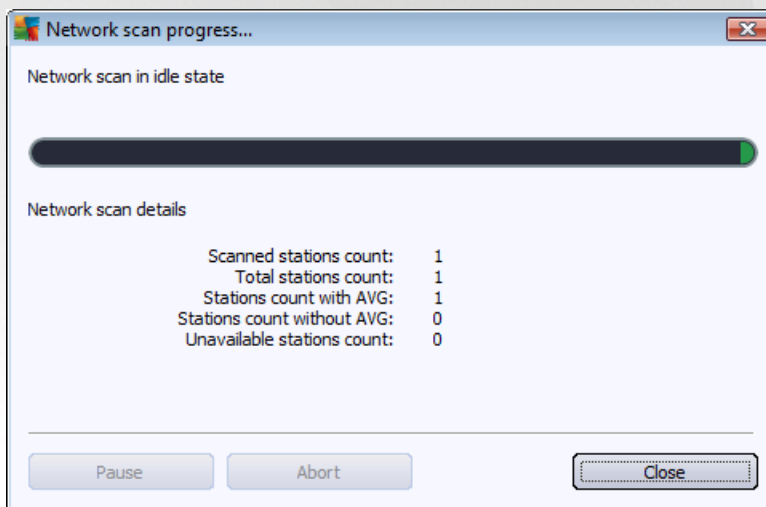 Network scan progress...
Network scan in idle state
Network scan details
Scanned stations count: 1
Total stations count: 1
Stations count with AVG: 1
Stations count without AVG: 0
Unavailable stations count: 0
Pause Abort Close